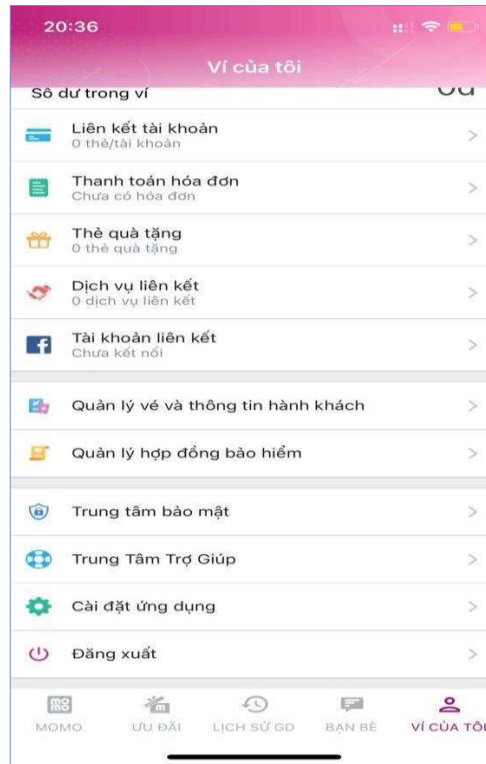 20:36
Ví của tôi
Số dư trong ví
0đ
Liên kết tài khoản
0 thẻ/tài khoản
Thanh toán hóa đơn
Chưa có hóa đơn
Thẻ quà tặng
0 thẻ quà tặng
Dịch vụ liên kết
0 dịch vụ liên kết
Tài khoản liên kết
Chưa kết nối
Quản lý vé và thông tin hành khách
Quản lý hợp đồng bảo hiểm
Trung tâm bảo mật
Trung Tâm Trợ Giúp
Cài đặt ứng dụng
Đăng xuất
MOMO
ƯU ĐÃI
LỊCH SỬ GD
BẠN BÈ
VÍ CỦA TÔI